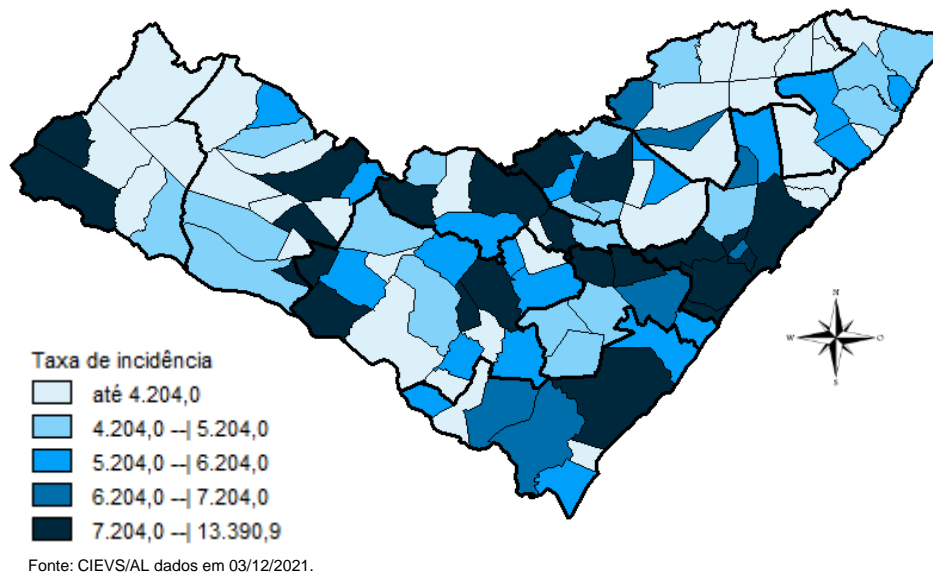 N
W
O
S
Taxa de incidência
até 4.204,0
4.204,0 --| 5.204,0
5.204,0 --| 6.204,0
6.204,0 --| 7.204,0
7.204,0 --| 13.390,9
Fonte: CIEVS/AL dados em 03/12/2021.